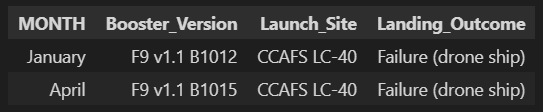 MONTH Booster_Version Launch_Site Landing_Outcome
January F9 v1.1 B1012 CCAFS LC-40 Failure (drone ship)
April F9 v1.1 B1015 CCAFS LC-40 Failure (drone ship)